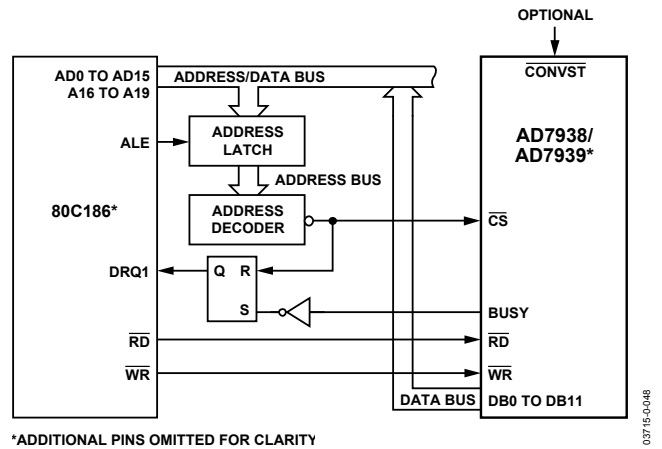 OPTIONAL
CONVST
AD7938/
AD7939*
AD0 TO AD15
A16 TO A19
ADDRESS/DATA BUS
ALE
ADDRESS
LATCH
ADDRESS BUS
80C186*
ADDRESS
DECODER
CS
DRQ1
Q R
S
BUSY
RD
RD
WR
WR
DATA BUS
DB0 TO DB11
*ADDITIONAL PINS OMITTED FOR CLARITY
03715-0-048